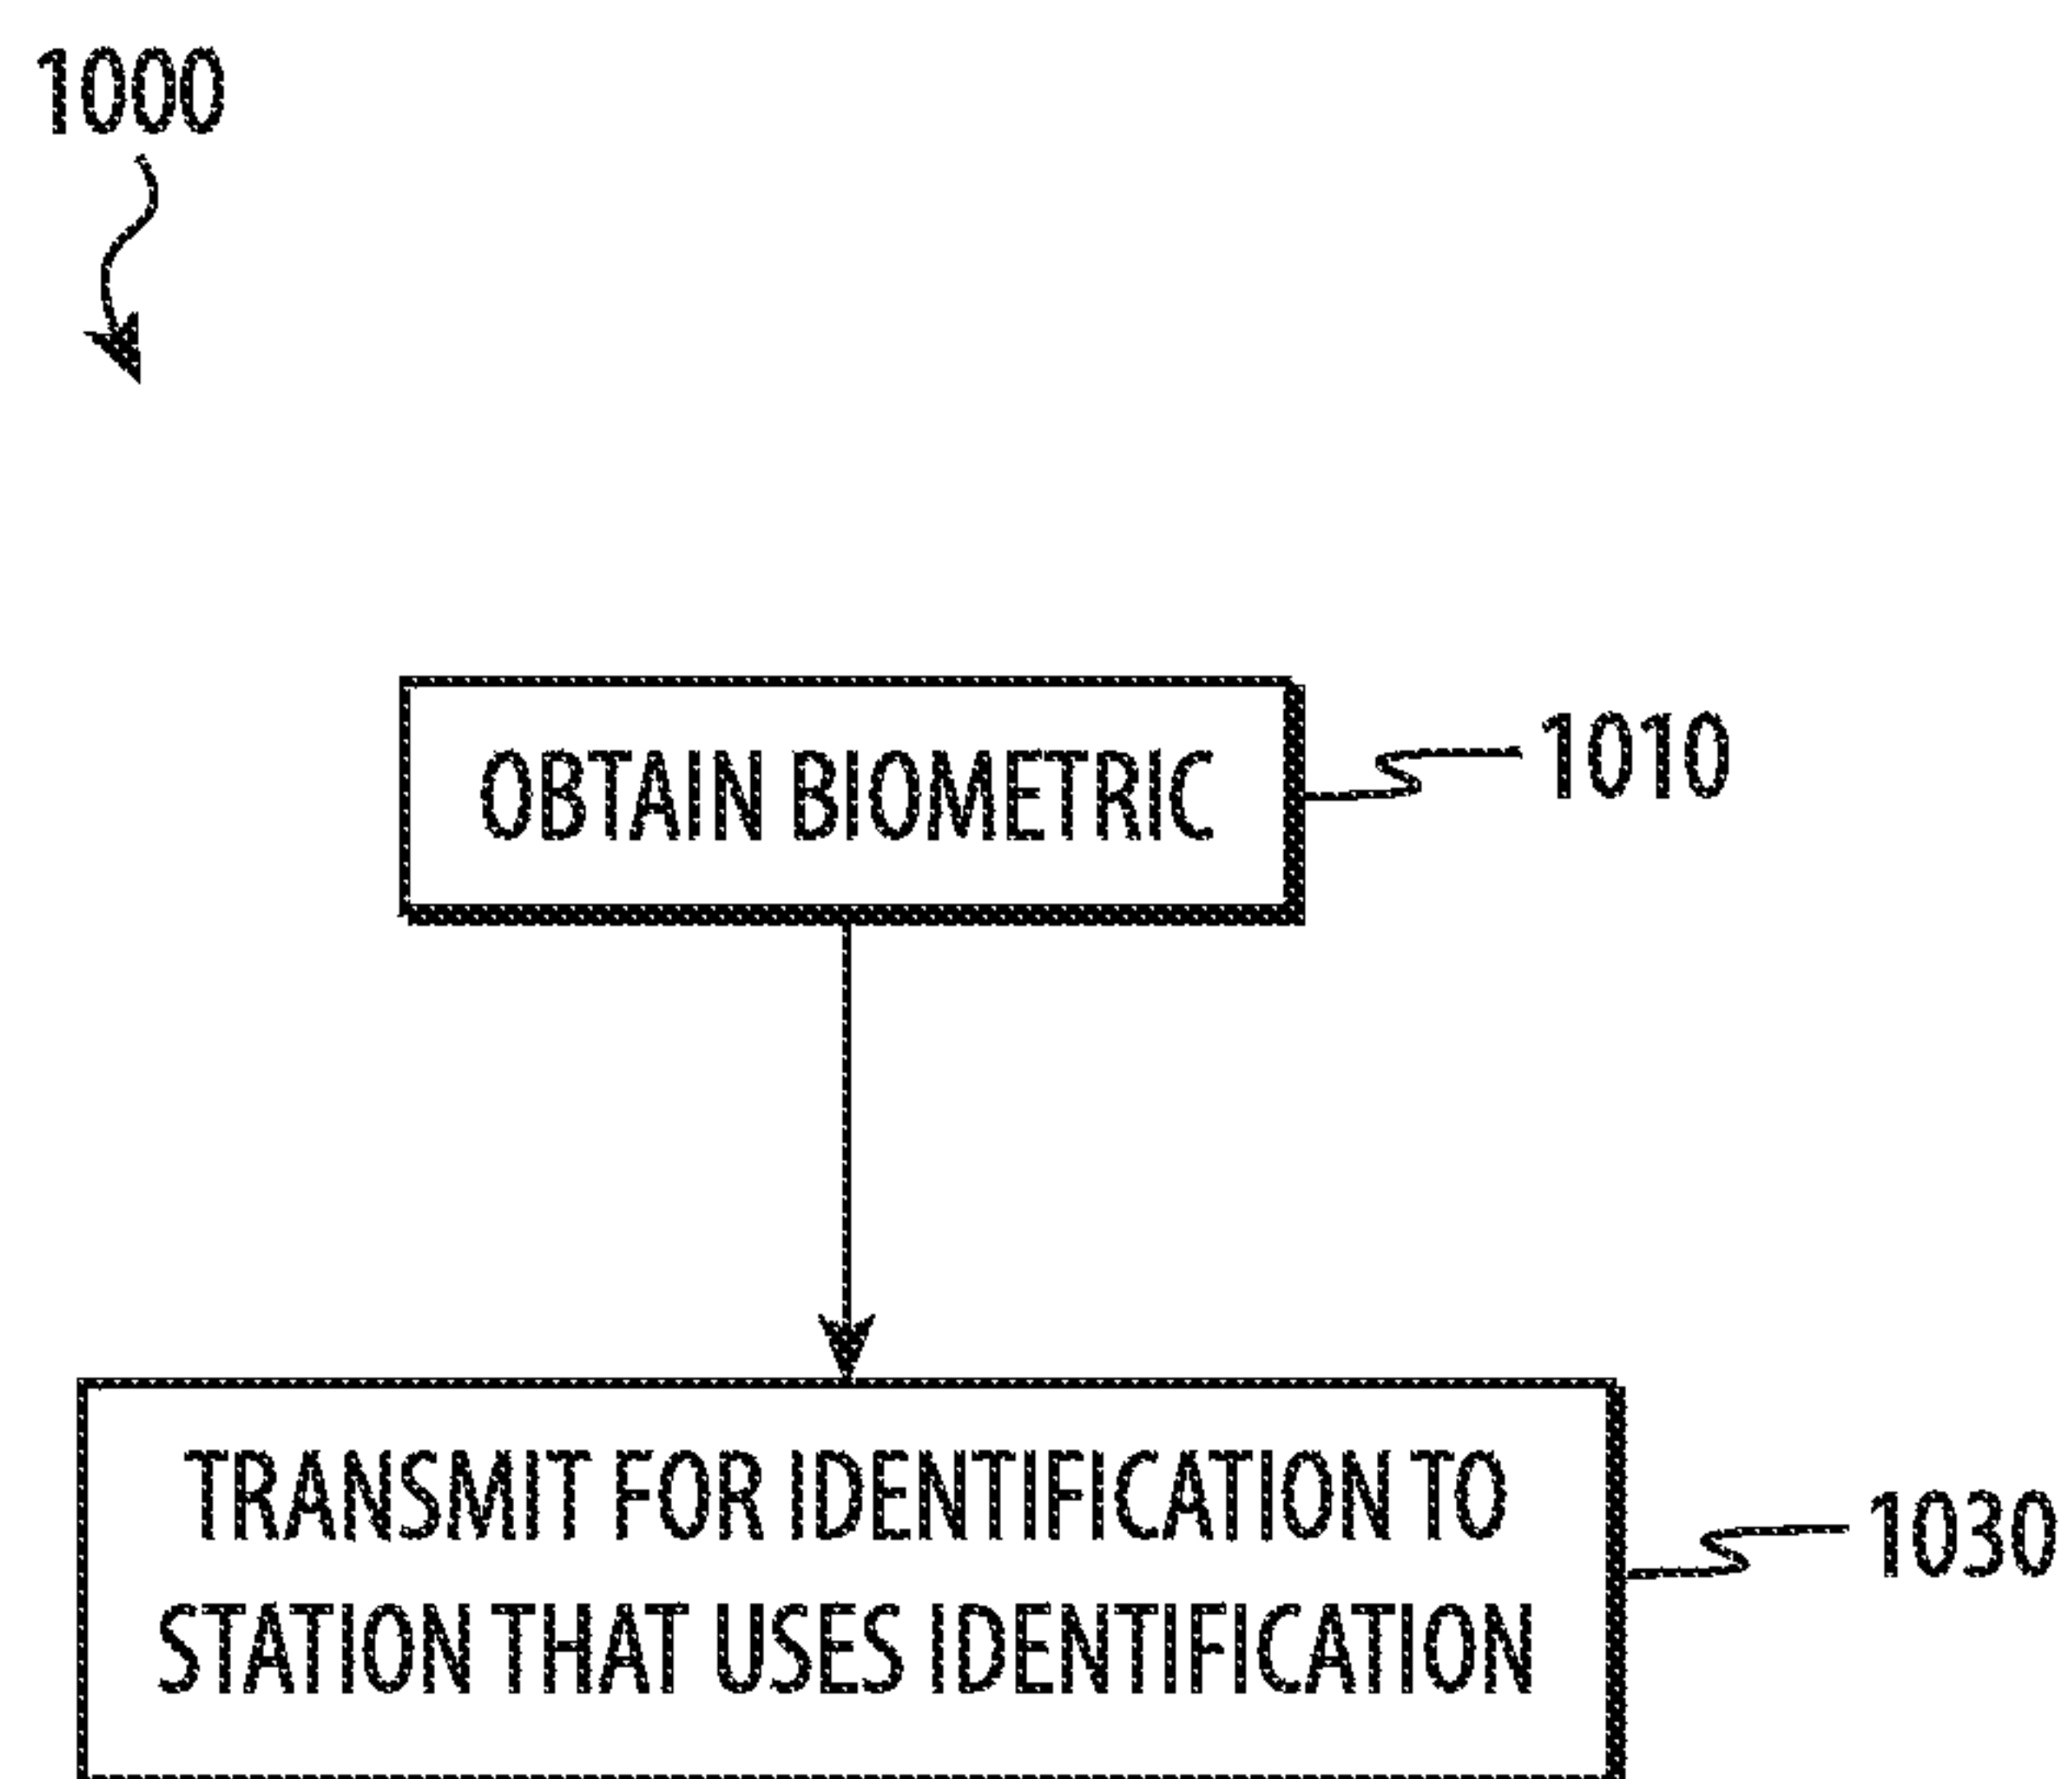 1000
OBTAIN BIOMETRIC
1010
TRANSMIT FOR IDENTIFICATION TO
STATION THAT USES IDENTIFICATION
1030